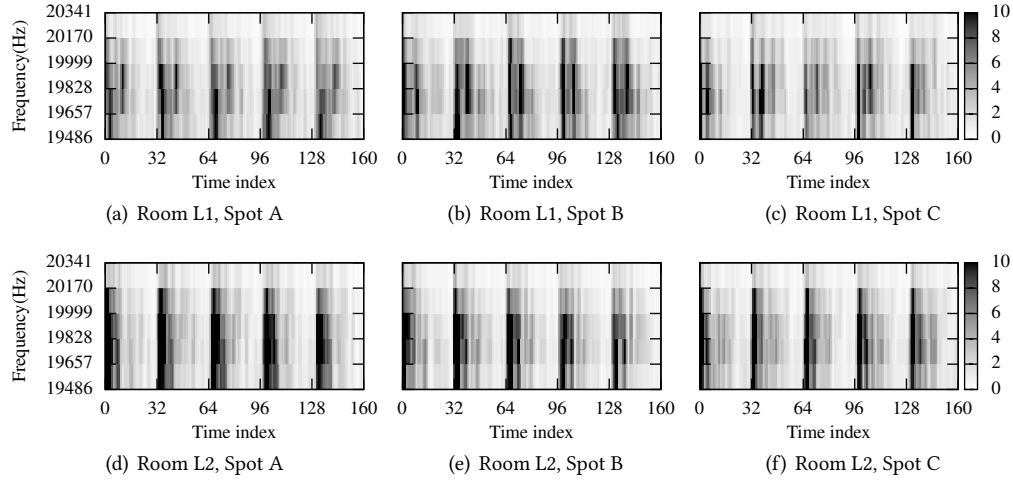 20341
20170
19999
19828
19657
19486
Frequency(Hz)
0 32 64 96 128 160
Time index
(a) Room L1, Spot A
0 32 64 96 128 160
Time index
(b) Room L1, Spot B
0 32 64 96 128 160
Time index
(c) Room L1, Spot C
10
8
6
4
2
0
20341
20170
19999
19828
19657
19486
Frequency(Hz)
0 32 64 96 128 160
Time index
(d) Room L2, Spot A
0 32 64 96 128 160
Time index
(e) Room L2, Spot B
0 32 64 96 128 160
Time index
(f) Room L2, Spot C
10
8
6
4
2
0